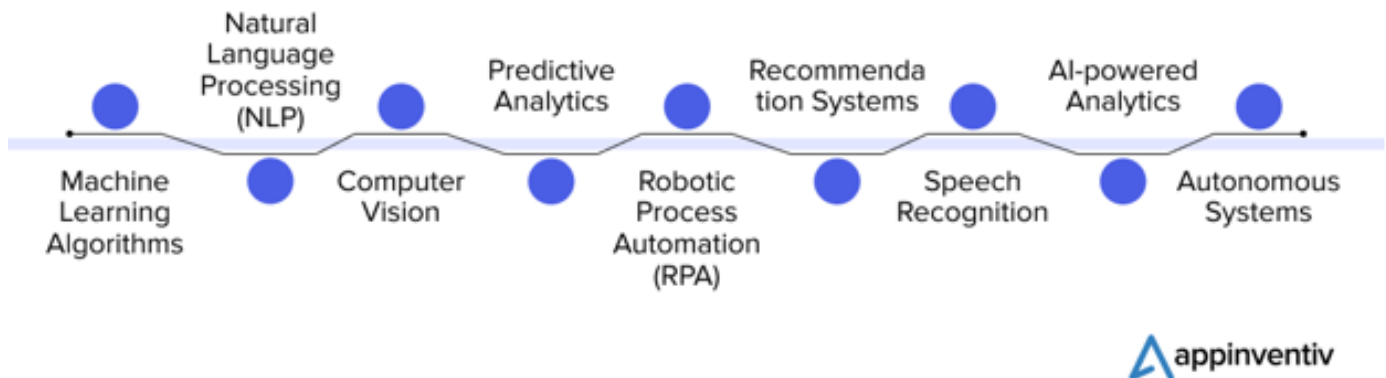 Natural
Language
Processing
(NLP)
Predictive
Analytics
Recommenda
tion Systems
AI-powered
Analytics
Machine
Learning
Algorithms
Computer
Vision
Robotic
Process
Automation
(RPA)
Speech
Recognition
Autonomous
Systems
appinventiv